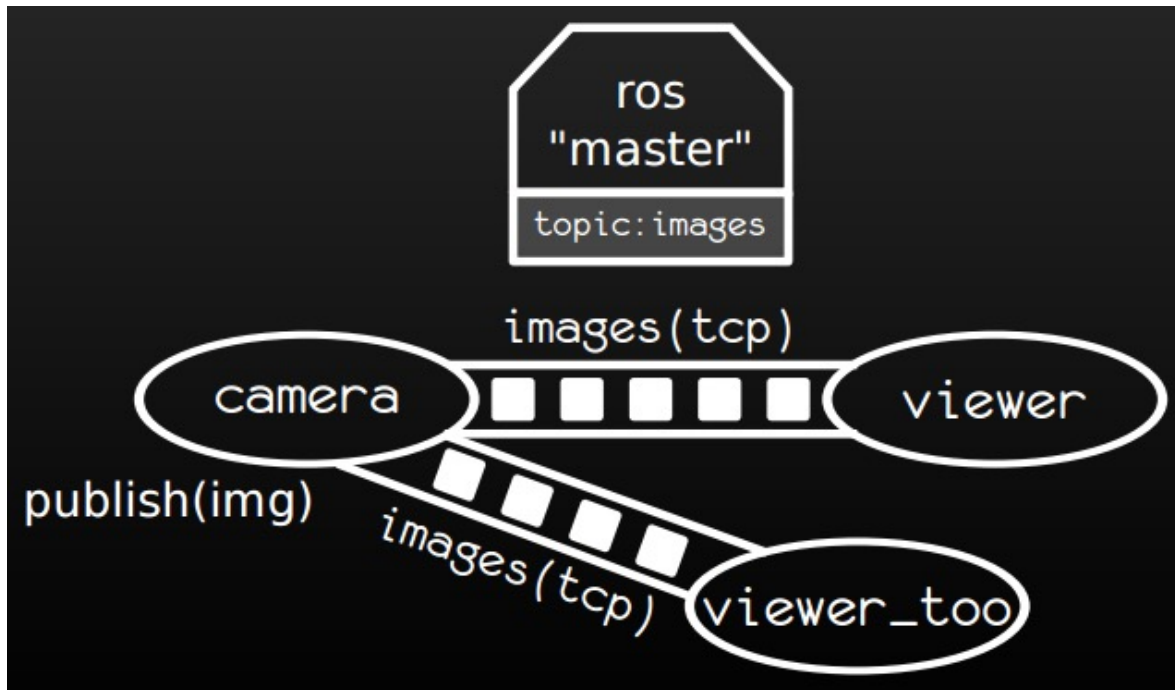 ros
"master"
topic:images
images(tcp)
camera
viewer
publish(img)
images(tcp)
viewer_too